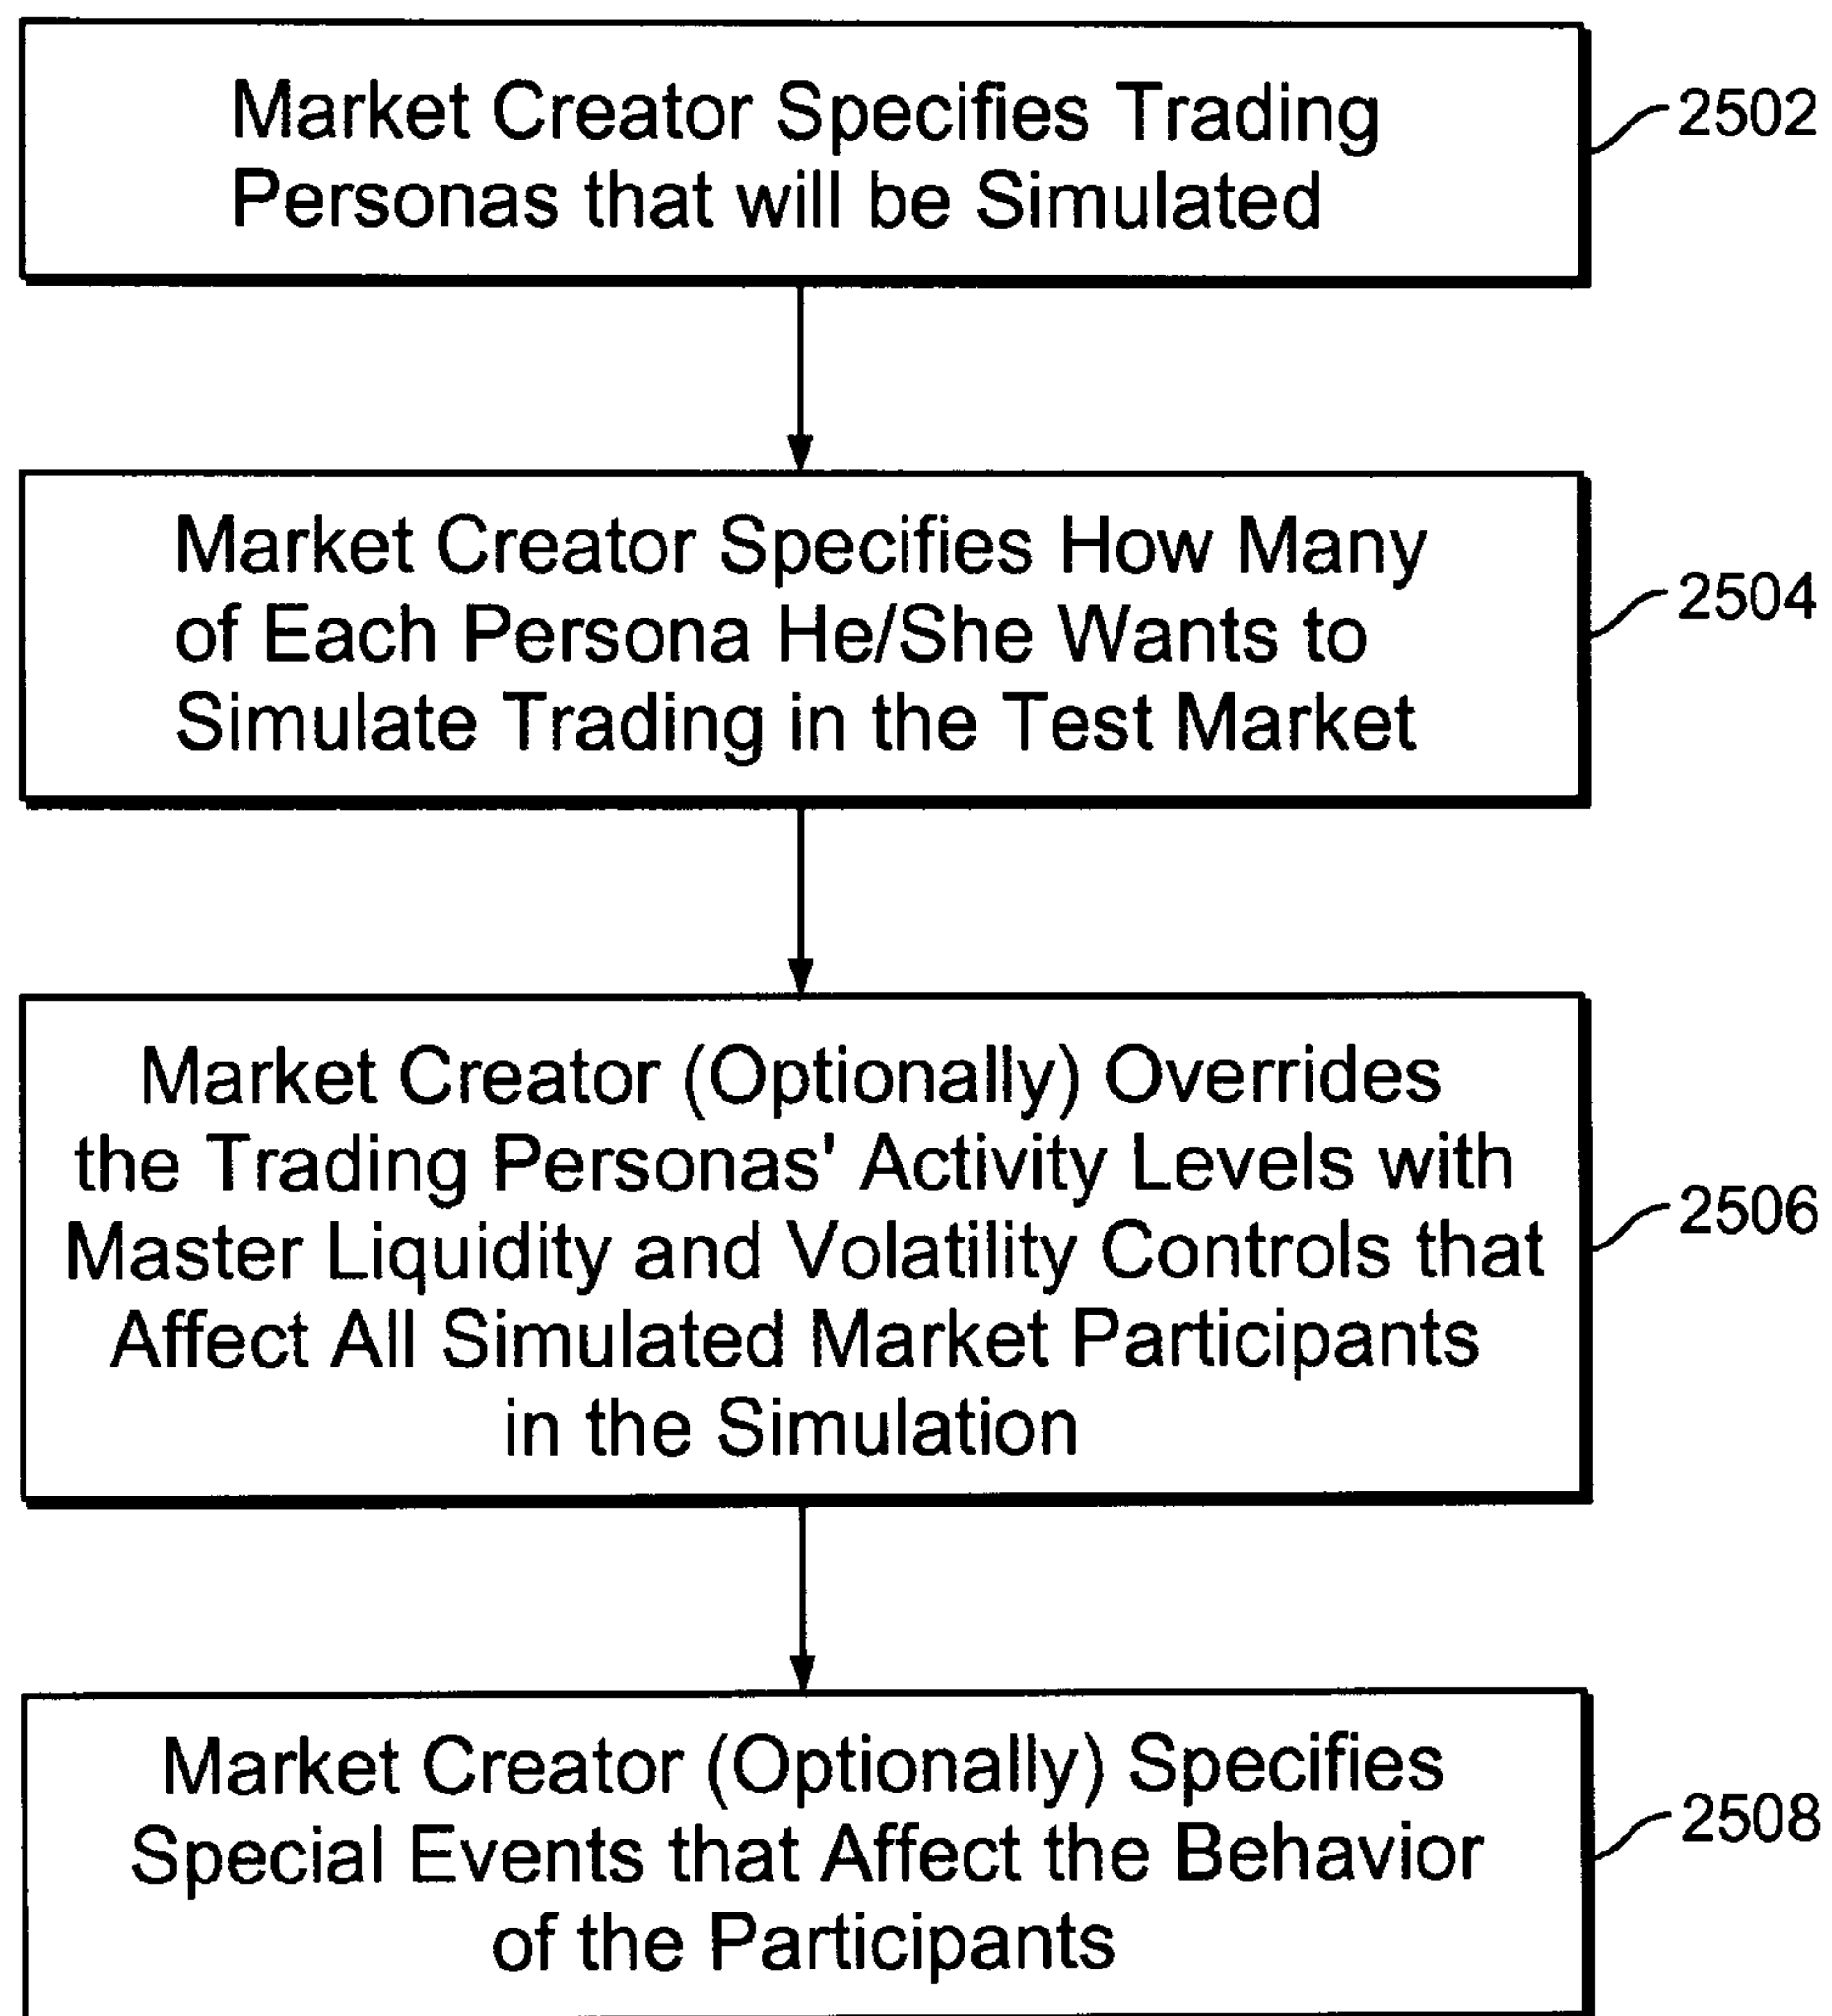 Market Creator Specifies Trading
Personas that will be Simulated
2502
Market Creator Specifies How Many
of Each Persona He/She Wants to
Simulate Trading in the Test Market
2504
Market Creator (Optionally) Overrides
the Trading Personas' Activity Levels with
Master Liquidity and Volatility Controls that
Affect All Simulated Market Participants
in the Simulation
2506
Market Creator (Optionally) Specifies
Special Events that Affect the Behavior
of the Participants
2508